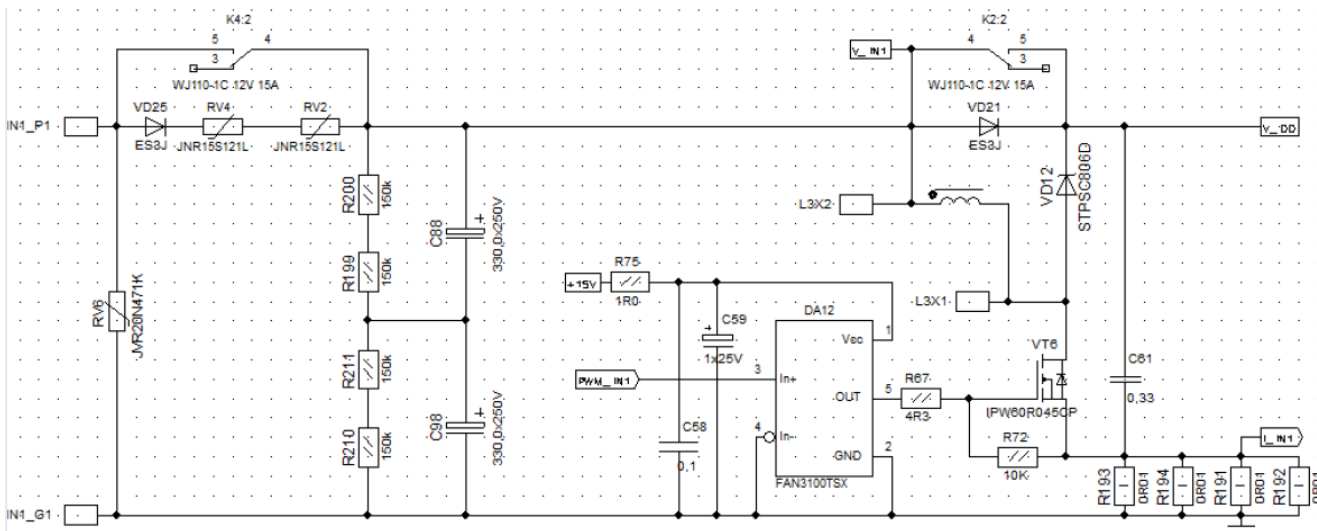 K4:2
K2:2
5
4
3
V_IN1
4
5
3
WJ110-1C 12V 15A
WJ110-1C 12V 15A
VD25
RV4
RV2
VD21
IN1_P1
V_DD
ES3J
JNR15S121L
JNR15S121L
ES3J
R200
150k
VD12
STPSC806D
L3X2
C88
+
330,0x250V
R199
150k
R75
+15V
1R0
L3X1
RV6
JVR20N471K
DA12
C59
+
1x25V
1
Vcc
VT6
R211
150k
C61
0,33
PWM_IN1
3
In+
R67
5
OUT
4R3
IPW60R045CP
C98
+
330,0x250V
R210
150k
C58
0,1
4
In-
R72
10K
I_IN1
GND
2
FAN3100TSX
R193
0R01
R194
0R01
R191
0R01
R192
0R01
IN1_G1